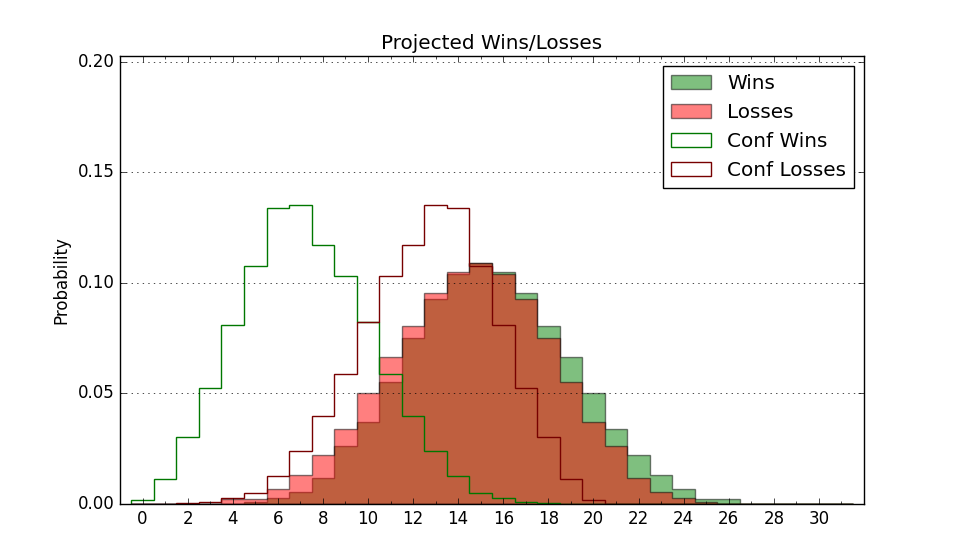 Projected Wins/Losses
Probability
0.20
0.15
0.10
0.05
0.00
0 2 4 6 8 10 12 14 16 18 20 22 24 26 28 30
Wins
Losses
Conf Wins
Conf Losses